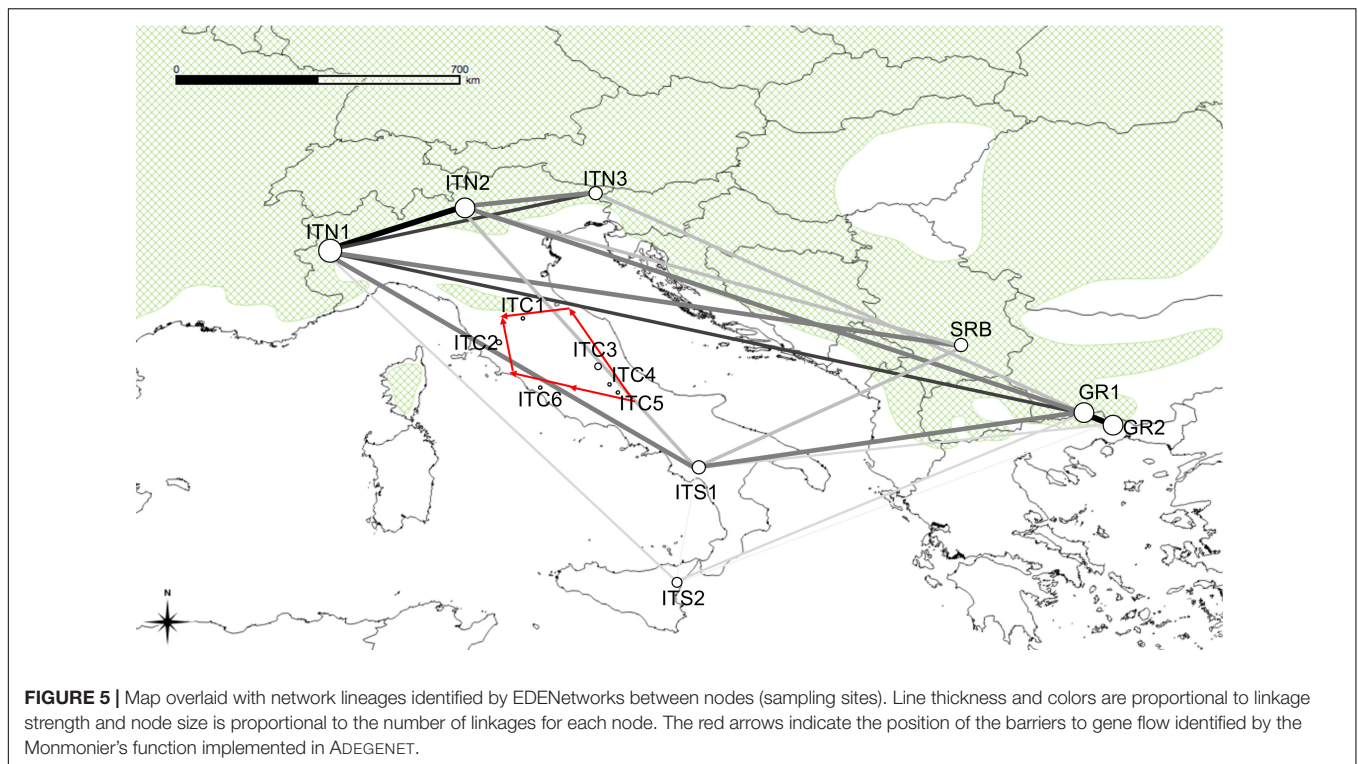 0 700
km
ITN3
ITN2
ITN1
ITC1
SRB
ITC2
ITC3
ITC4
ITC5
ITC6
GR1
GR2
ITS1
ITS2
N
FIGURE 5 | Map overlaid with network lineages identified by EDENetworks between nodes (sampling sites). Line thickness and colors are proportional to linkage
strength and node size is proportional to the number of linkages for each node. The red arrows indicate the position of the barriers to gene flow identified by the
Monmonier's function implemented in ADEGENET.